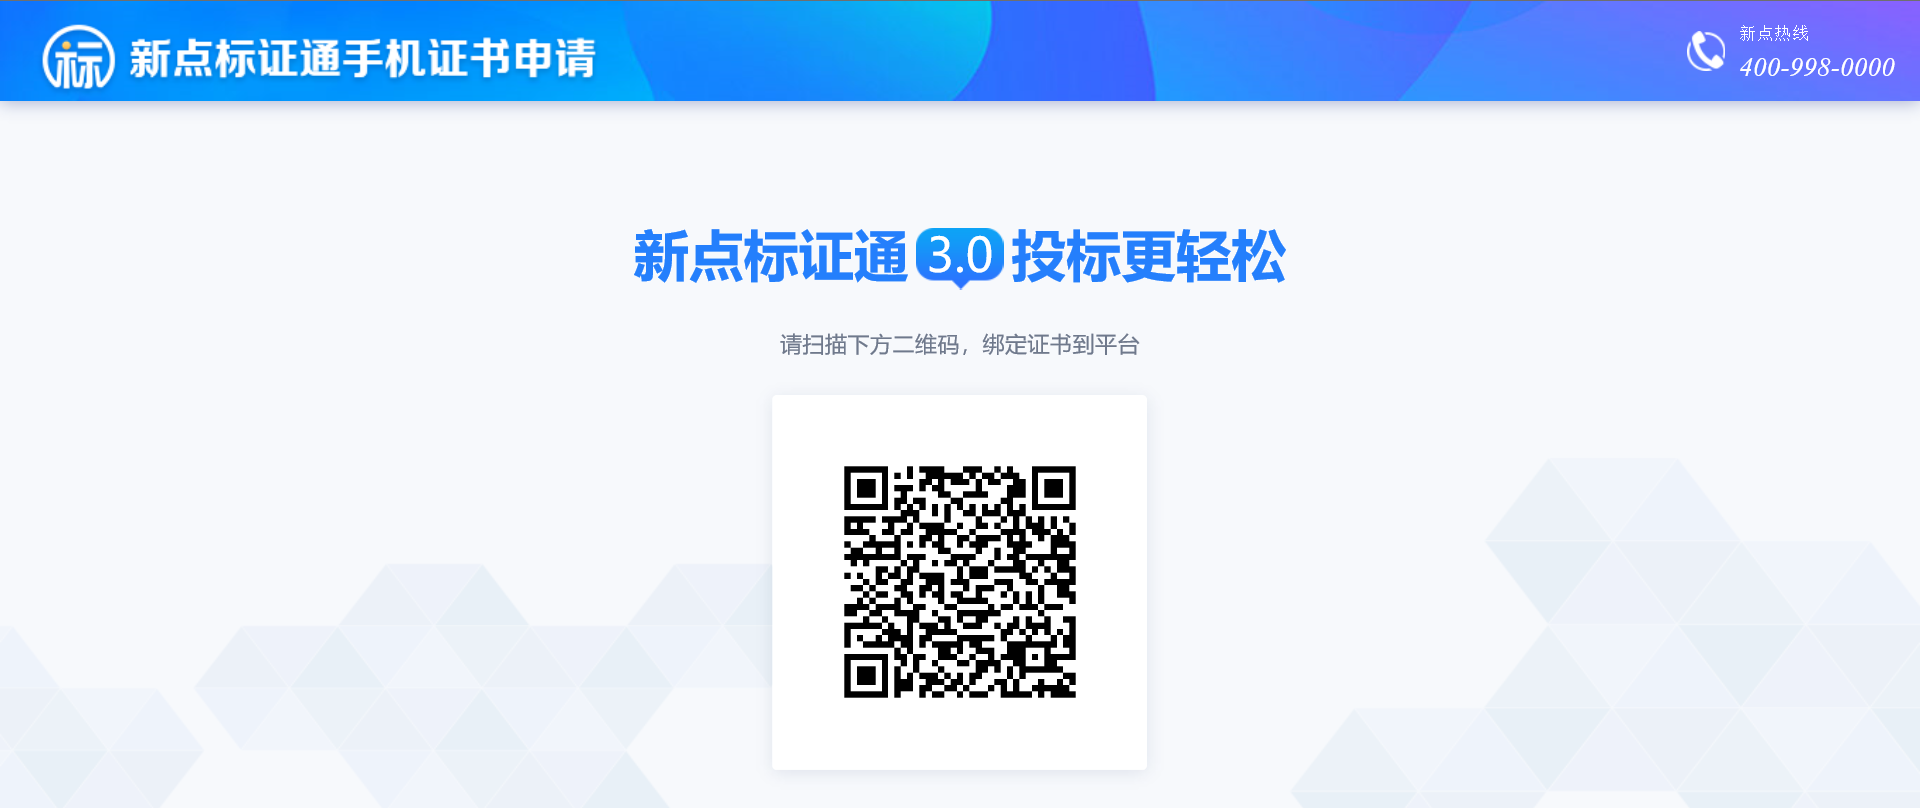 标
新点标证通手机证书申请
新点热线
400-998-0000
新点标证通 3.0 投标更轻松
请扫描下方二维码，绑定证书到平台